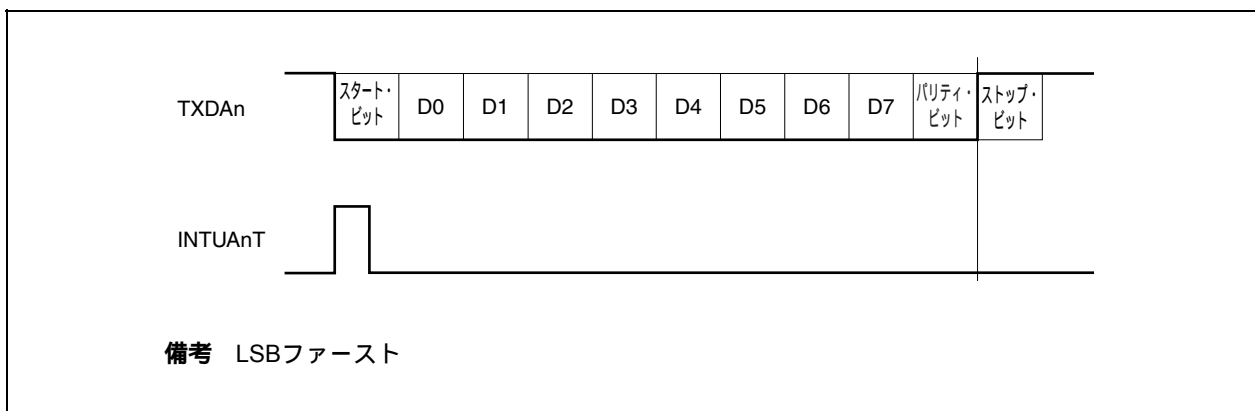 TXDAn
スタート・
ビット
D0
D1
D2
D3
D4
D5
D6
D7
パリティ・
ビット
ストップ・
ビット
INTUAnT
備考 LSBファースト